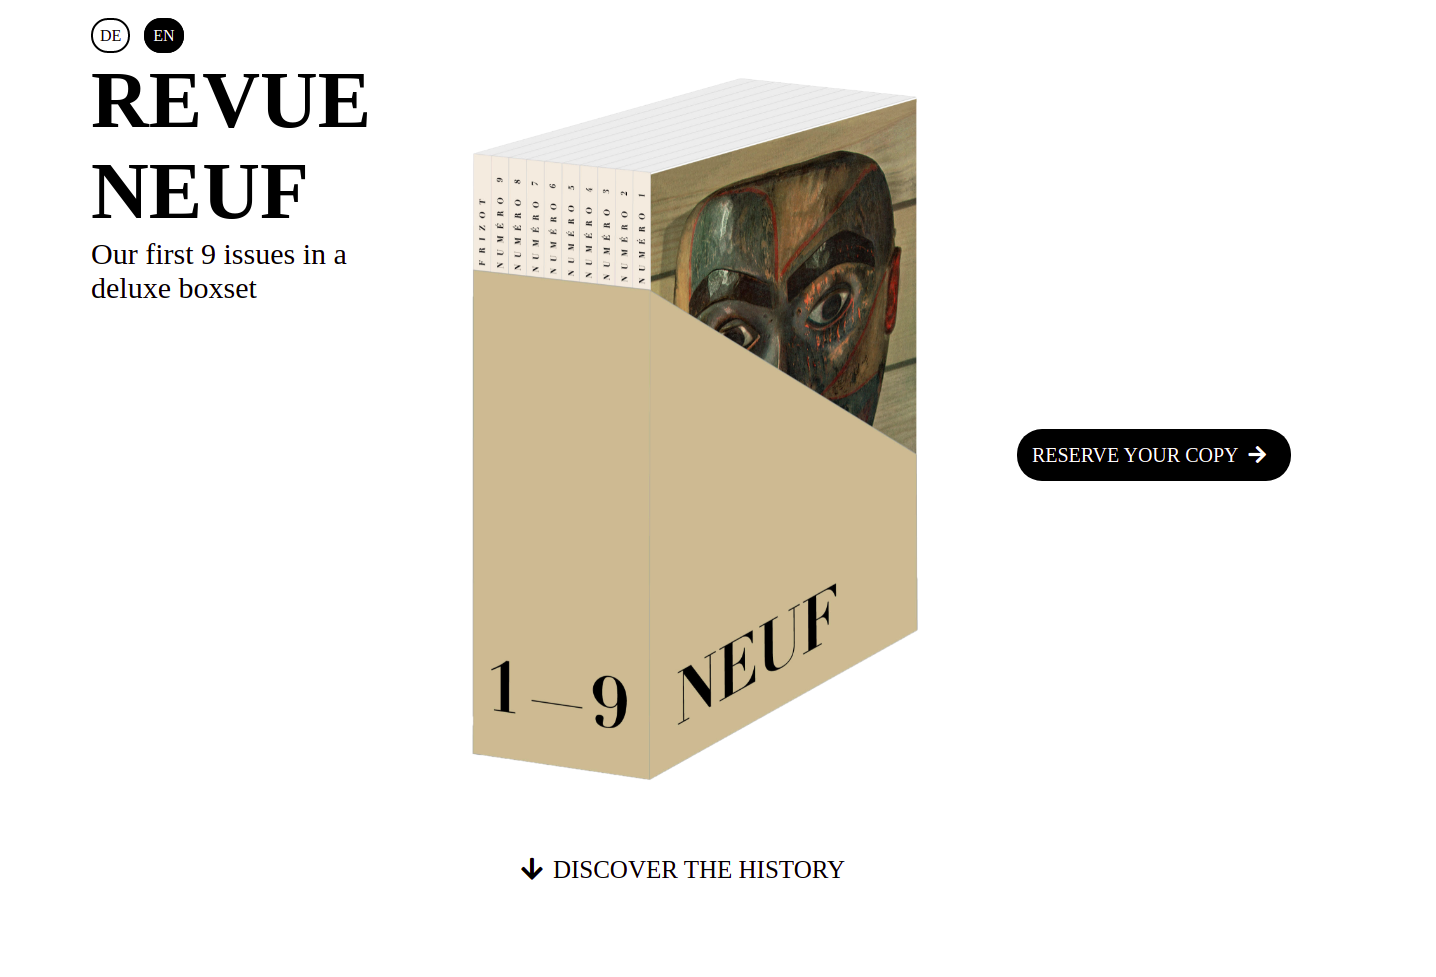 DE
EN
REVUE
NEUF
Our first 9 issues in a
deluxe boxset
FRIZOT
NUMÉRO 9
NUMÉRO 8
NUMÉRO 7
NUMÉRO 6
NUMÉRO 5
NUMÉRO 4
NUMÉRO 3
NUMÉRO 2
NUMÉRO 1
1—9
NEUF
RESERVE YOUR COPY
DISCOVER THE HISTORY